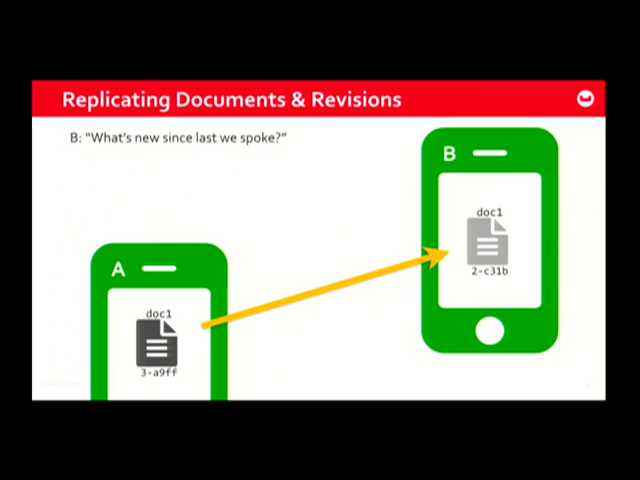 Replicating Documents & Revisions
B: “What’s new since last we spoke?”
B
doc1
2-c31b
A
doc1
3-a9ff